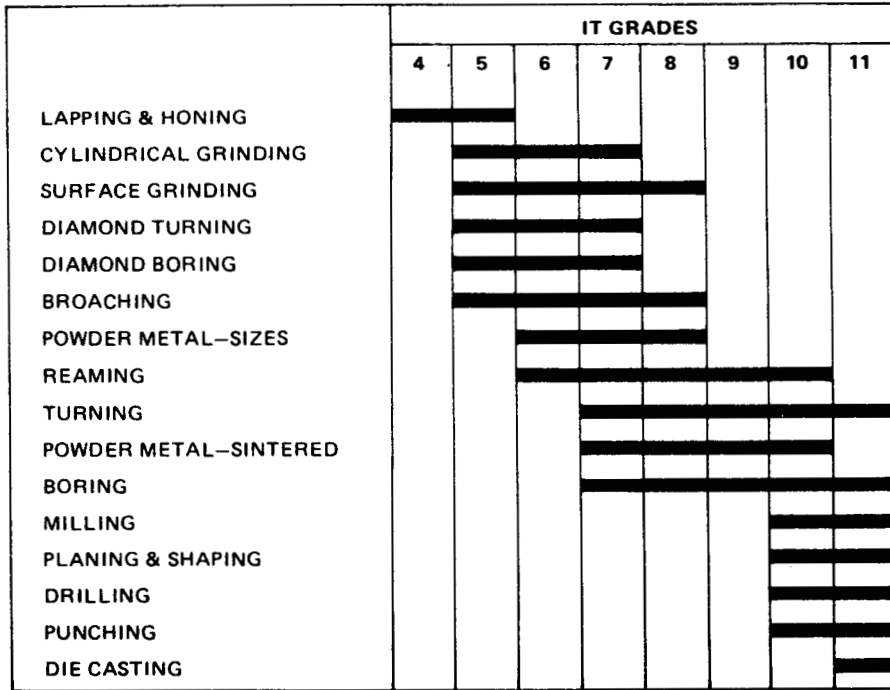 IT GRADES
4 5 6 7 8 9 10 11
LAPPING & HONING
CYLINDRICAL GRINDING
SURFACE GRINDING
DIAMOND TURNING
DIAMOND BORING
BROACHING
POWDER METAL–SIZES
REAMING
TURNING
POWDER METAL–SINTERED
BORING
MILLING
PLANING & SHAPING
DRILLING
PUNCHING
DIE CASTING